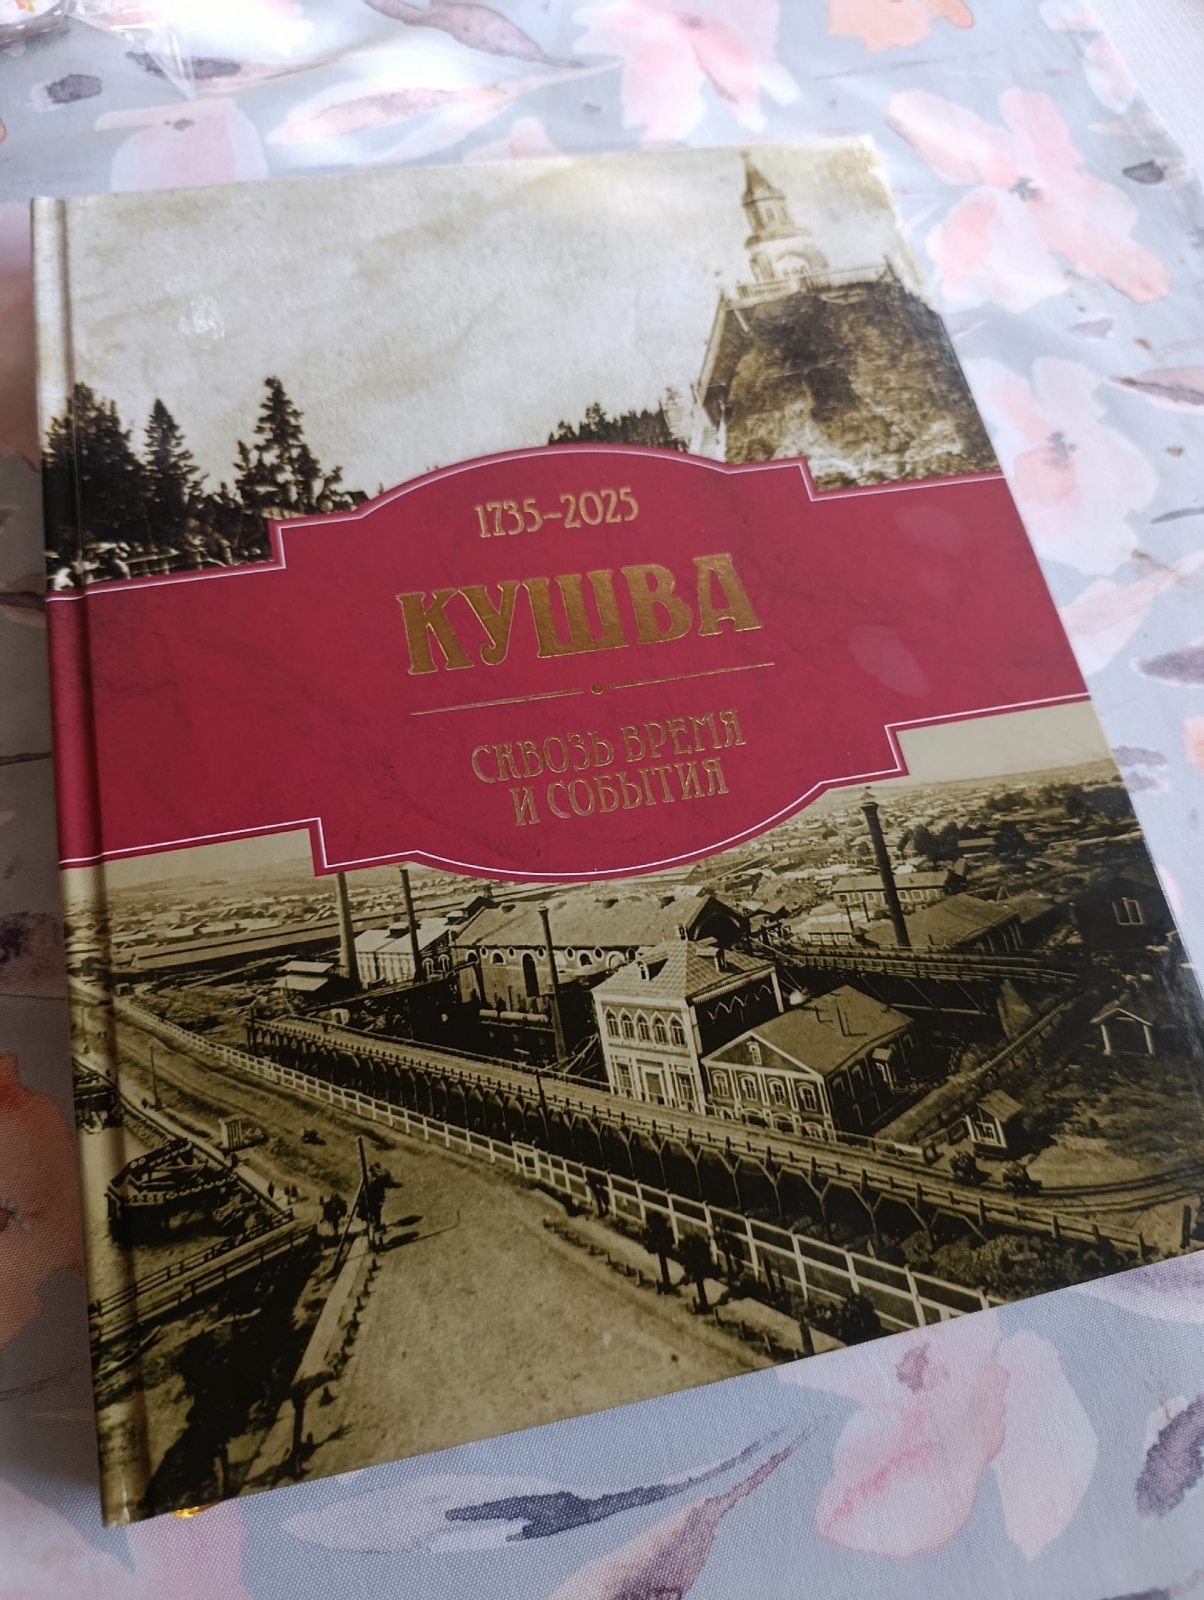 1735–2025
КУШВА
СКВОЗЬ ВРЕМЯ
И СОБЫТИЯ